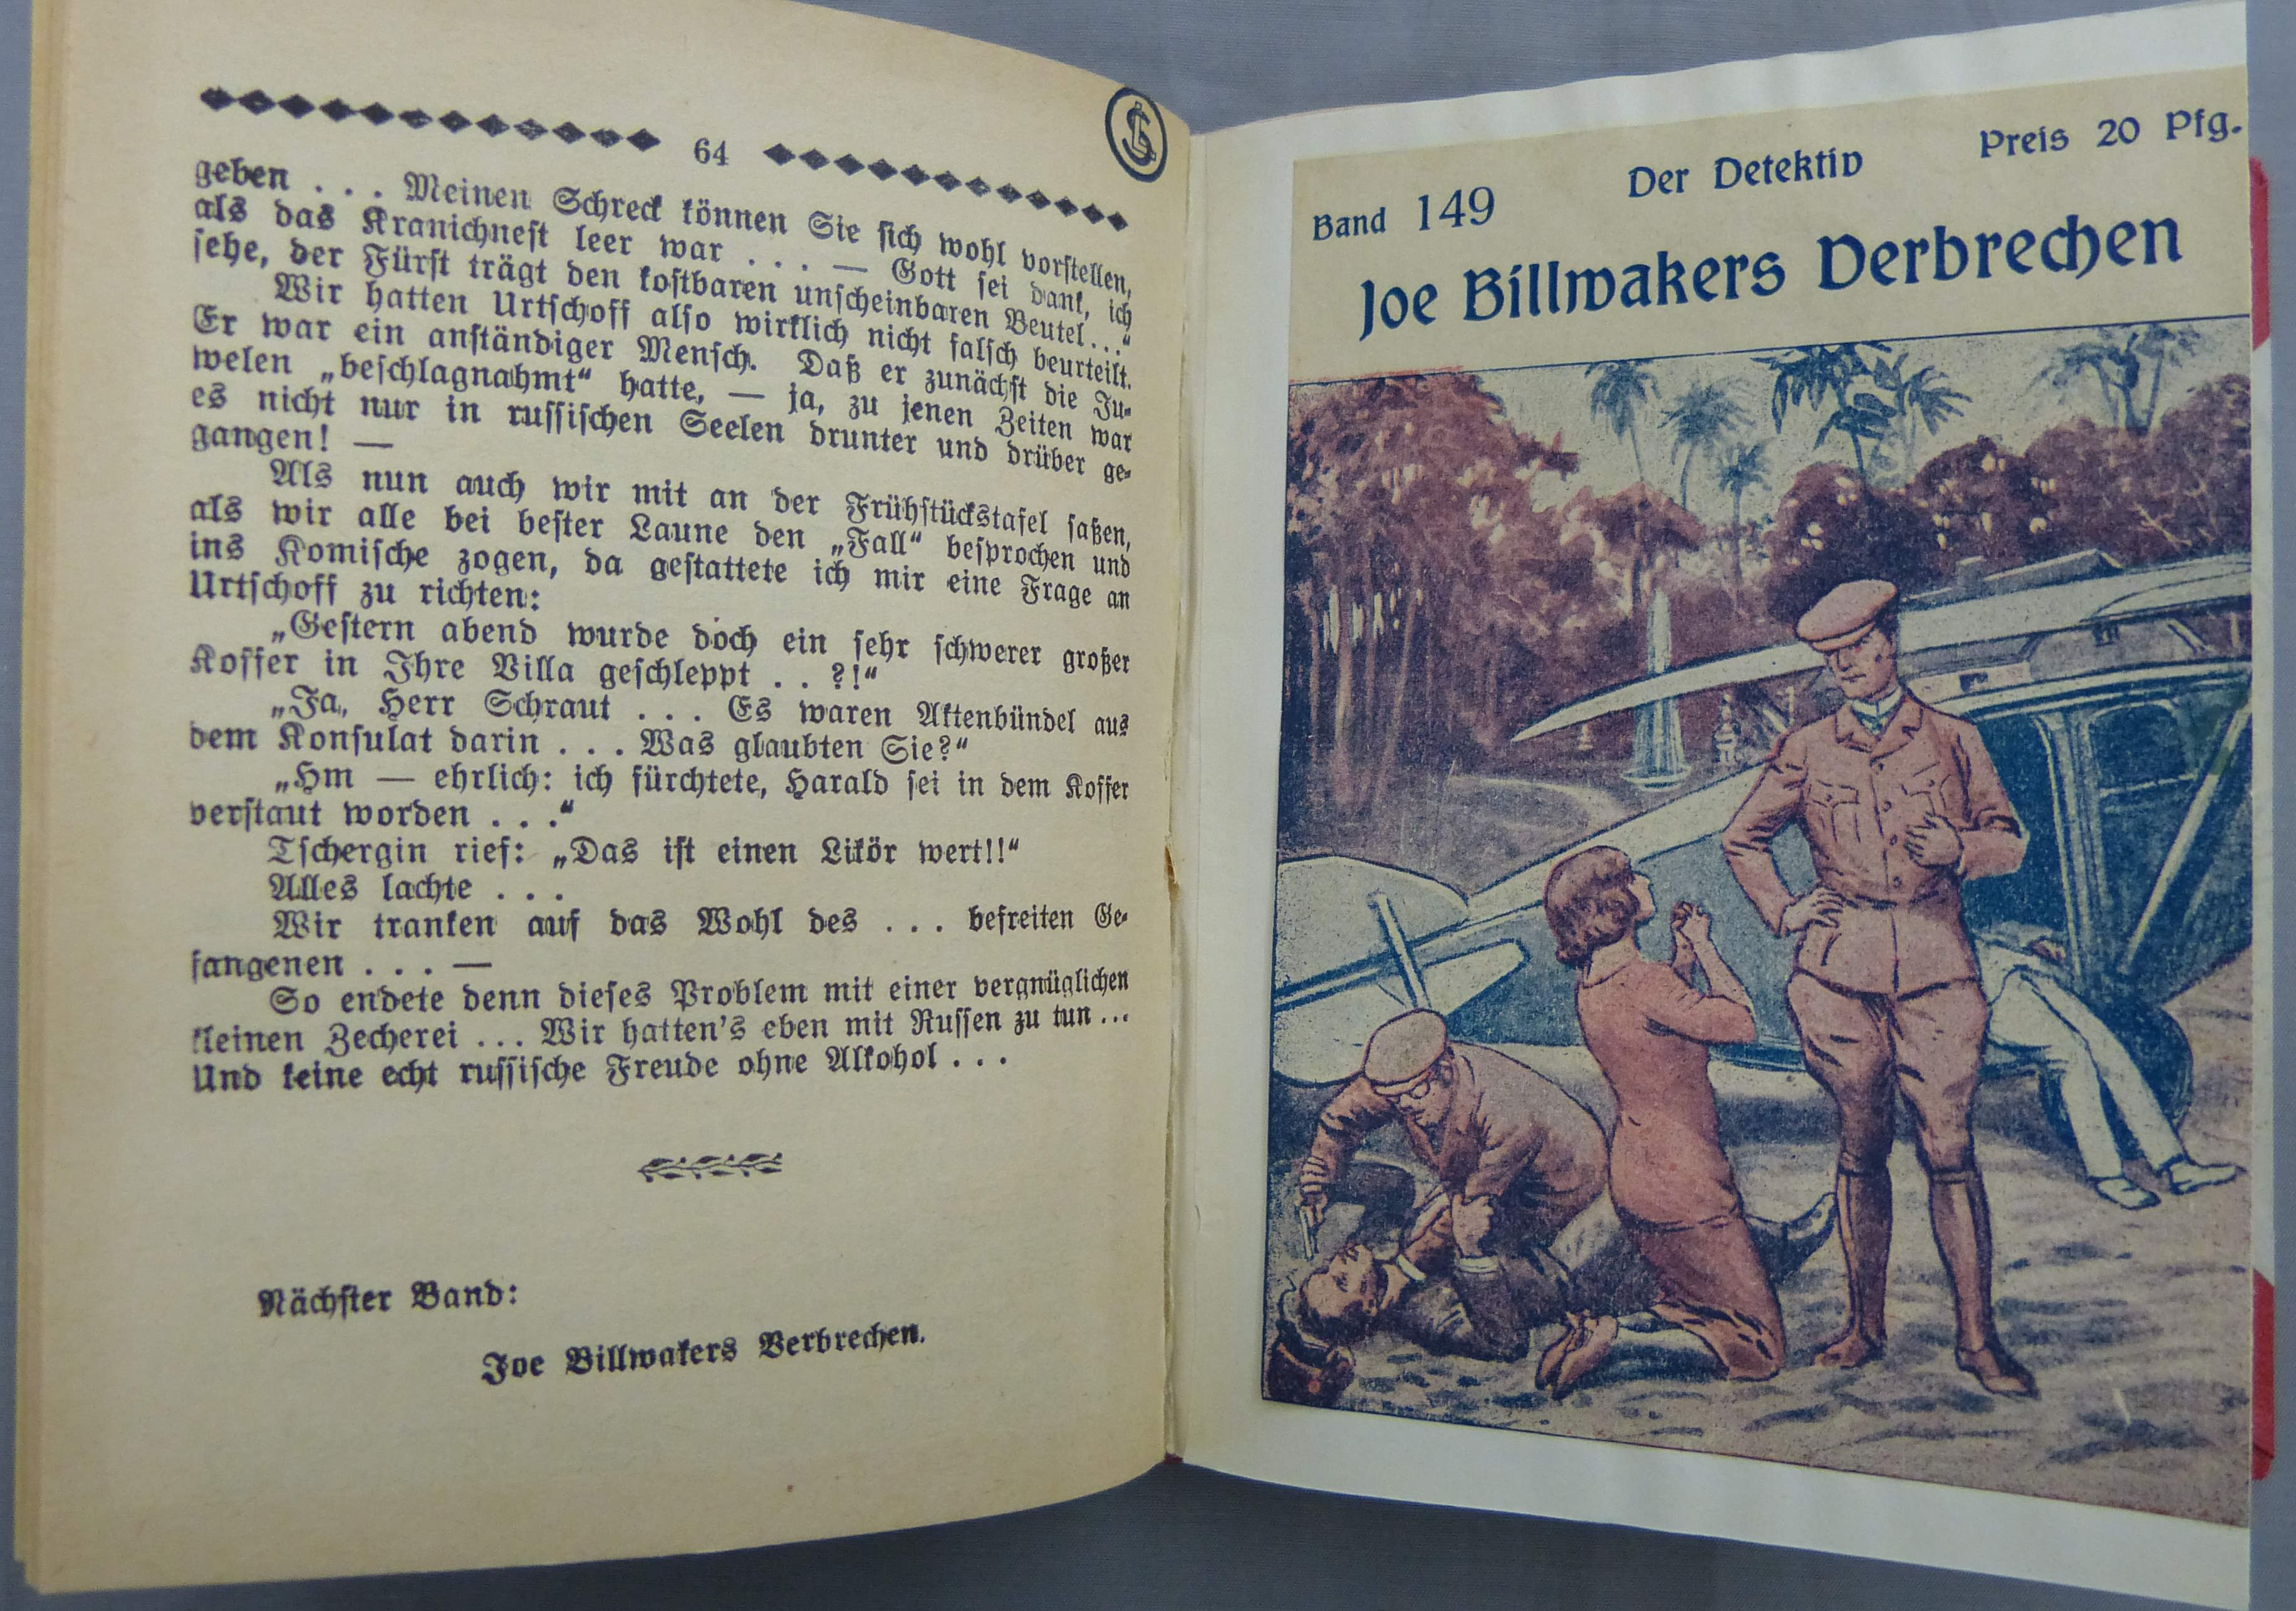 64
geben . . . Meinen Schreck können Sie sich wohl vorstellen,
als das Kranichnest leer war . . . — Gott sei dank, ich
sehe, der Fürst trägt den kostbaren unscheinbaren Beutel...“
Wir hatten Urtschoff also wirklich nicht falsch beurteilt.
Er war ein anständiger Mensch. Daß er zunächst die Ju-
welen „beschlagnahmt“ hatte, — ja, zu jenen Zeiten war
es nicht nur in russischen Seelen drunter und drüber ge-
gangen! —
Als nun auch wir mit an der Frühstückstafel saßen,
als wir alle bei bester Laune den „Fall“ besprochen und
ins Komische zogen, da gestattete ich mir eine Frage an
Urtschoff zu richten:
„Gestern abend wurde doch ein sehr schwerer großer
Koffer in Ihre Villa geschleppt . . ?!“
„Ja, Herr Schraut . . . Es waren Aktenbündel aus
dem Konsulat darin . . . Was glaubten Sie?“
„Hm — ehrlich: ich fürchtete, Harald sei in dem Koffer
verstaut worden . . .“
Tschergin rief: „Das ist einen Likör wert!!“
Alles lachte . . .
Wir tranken auf das Wohl des . . . befreiten Ge-
fangenen . . . —
So endete denn dieses Problem mit einer vergnüglichen
kleinen Zecherei ... Wir hatten's eben mit Russen zu tun ...
Und keine echt russische Freude ohne Alkohol . . .
Nächster Band:
Joe Billwakers Verbrechen.
Band 149 Der Detektiv Preis 20 Pfg.
Joe Billwakers Verbrechen